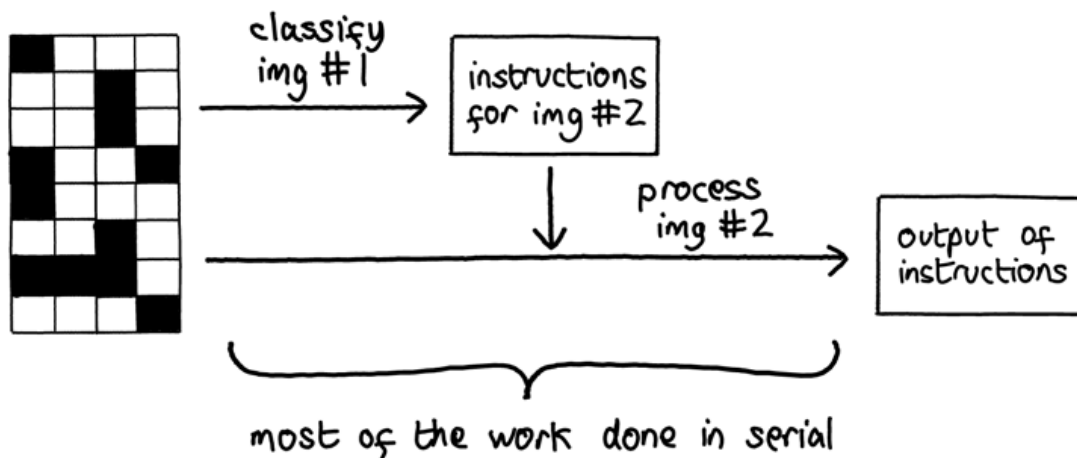 classify
img #1
instructions
for img #2
process
img #2
output of
instructions
most of the work done in serial